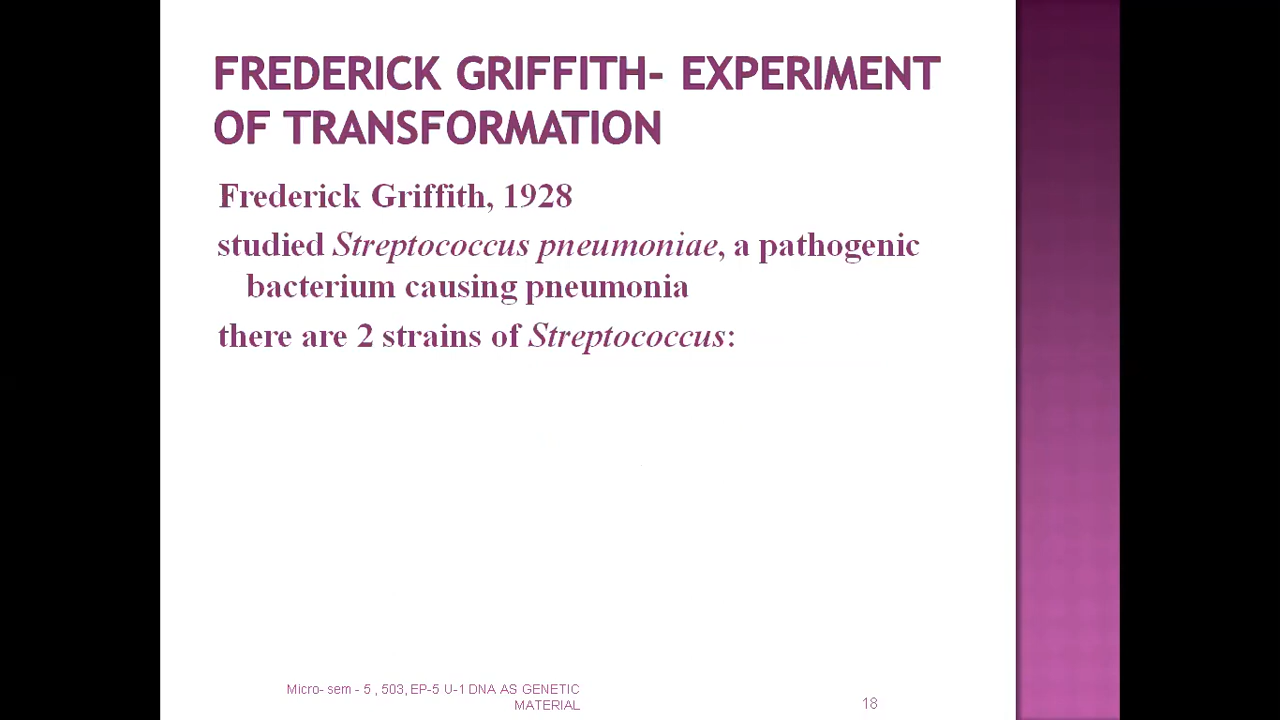 FREDERICK GRIFFITH- EXPERIMENT
OF TRANSFORMATION
Frederick Griffith, 1928
studied Streptococcus pneumoniae, a pathogenic
bacterium causing pneumonia
there are 2 strains of Streptococcus:
Micro- sem - 5 , 503, EP-5 U-1 DNA AS GENETIC
MATERIAL
18